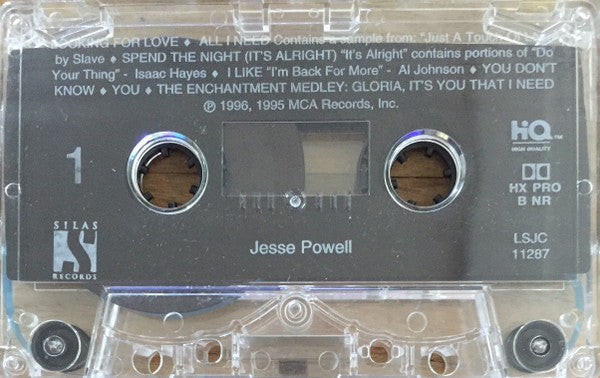 LOOKING FOR LOVE ♦ ALL I NEED Contains a sample from: "Just A Touch Of
by Slave ♦ SPEND THE NIGHT (IT'S ALRIGHT) "It's Alright" contains portions of "Do
Your Thing" - Isaac Hayes ♦ I LIKE "I'm Back For More" - Al Johnson ♦ YOU DON'T
KNOW ♦ YOU ♦ THE ENCHANTMENT MEDLEY: GLORIA, IT'S YOU THAT I NEED
℗ 1996, 1995 MCA Records, Inc.
1
HiQ™
HIGH QUALITY
HX PRO
B NR
SILAS
RECORDS
Jesse Powell
LSJC
11287